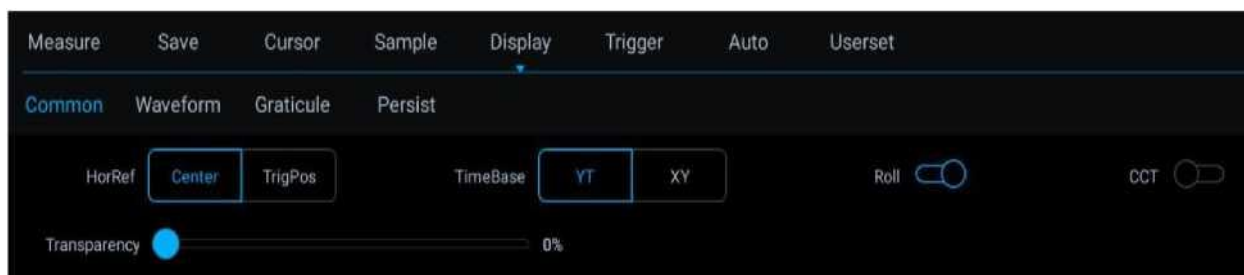 Measure Save Cursor Sample Display Trigger Auto Userset
Common Waveform Graticule Persist
HorRef Center TrigPos TimeBase YT XY Roll CCT
Transparency 0%